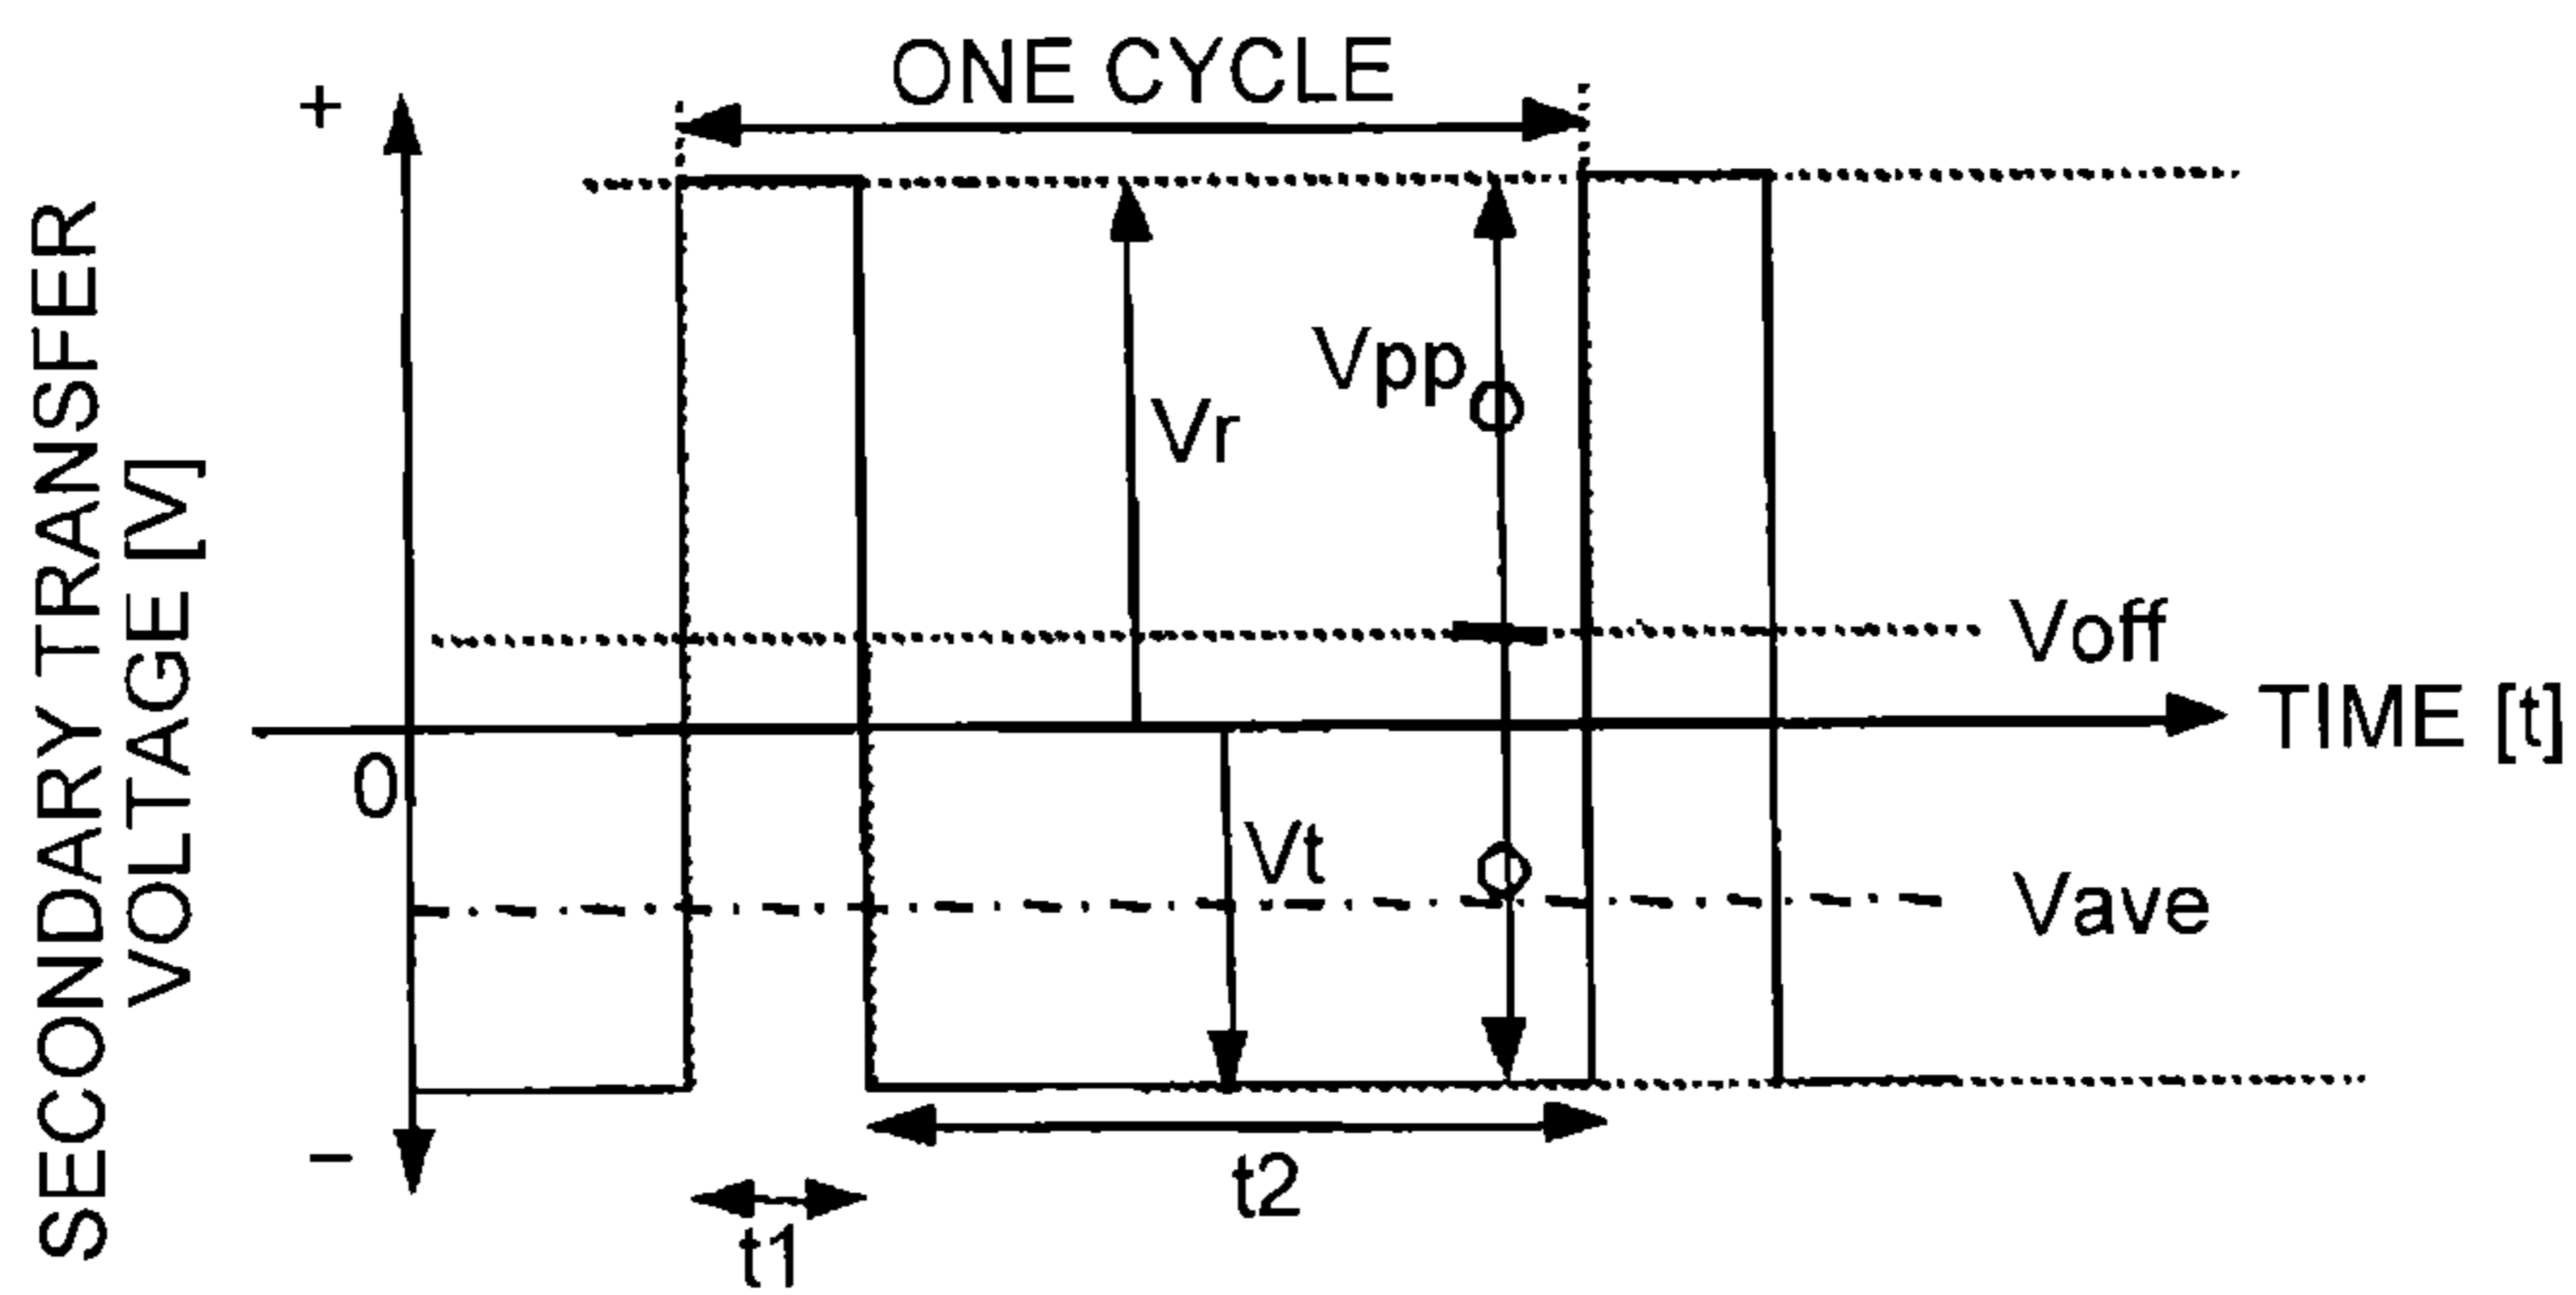 ONE CYCLE
+
SECONDARY TRANSFER
VOLTAGE [V]
Vpp
Vr
Voff
TIME [t]
0
Vt
Vave
−
t2
t1